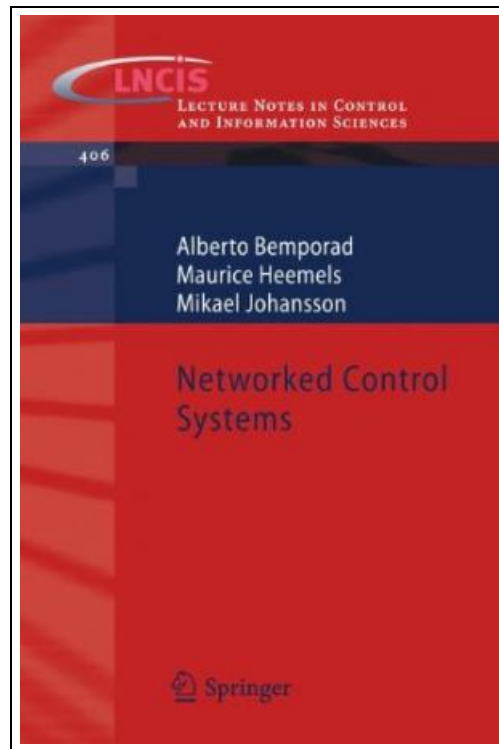 LNCIS
LECTURE NOTES IN CONTROL
AND INFORMATION SCIENCES
406
Alberto Bemporad
Maurice Heemels
Mikael Johansson
Networked Control
Systems
Springer